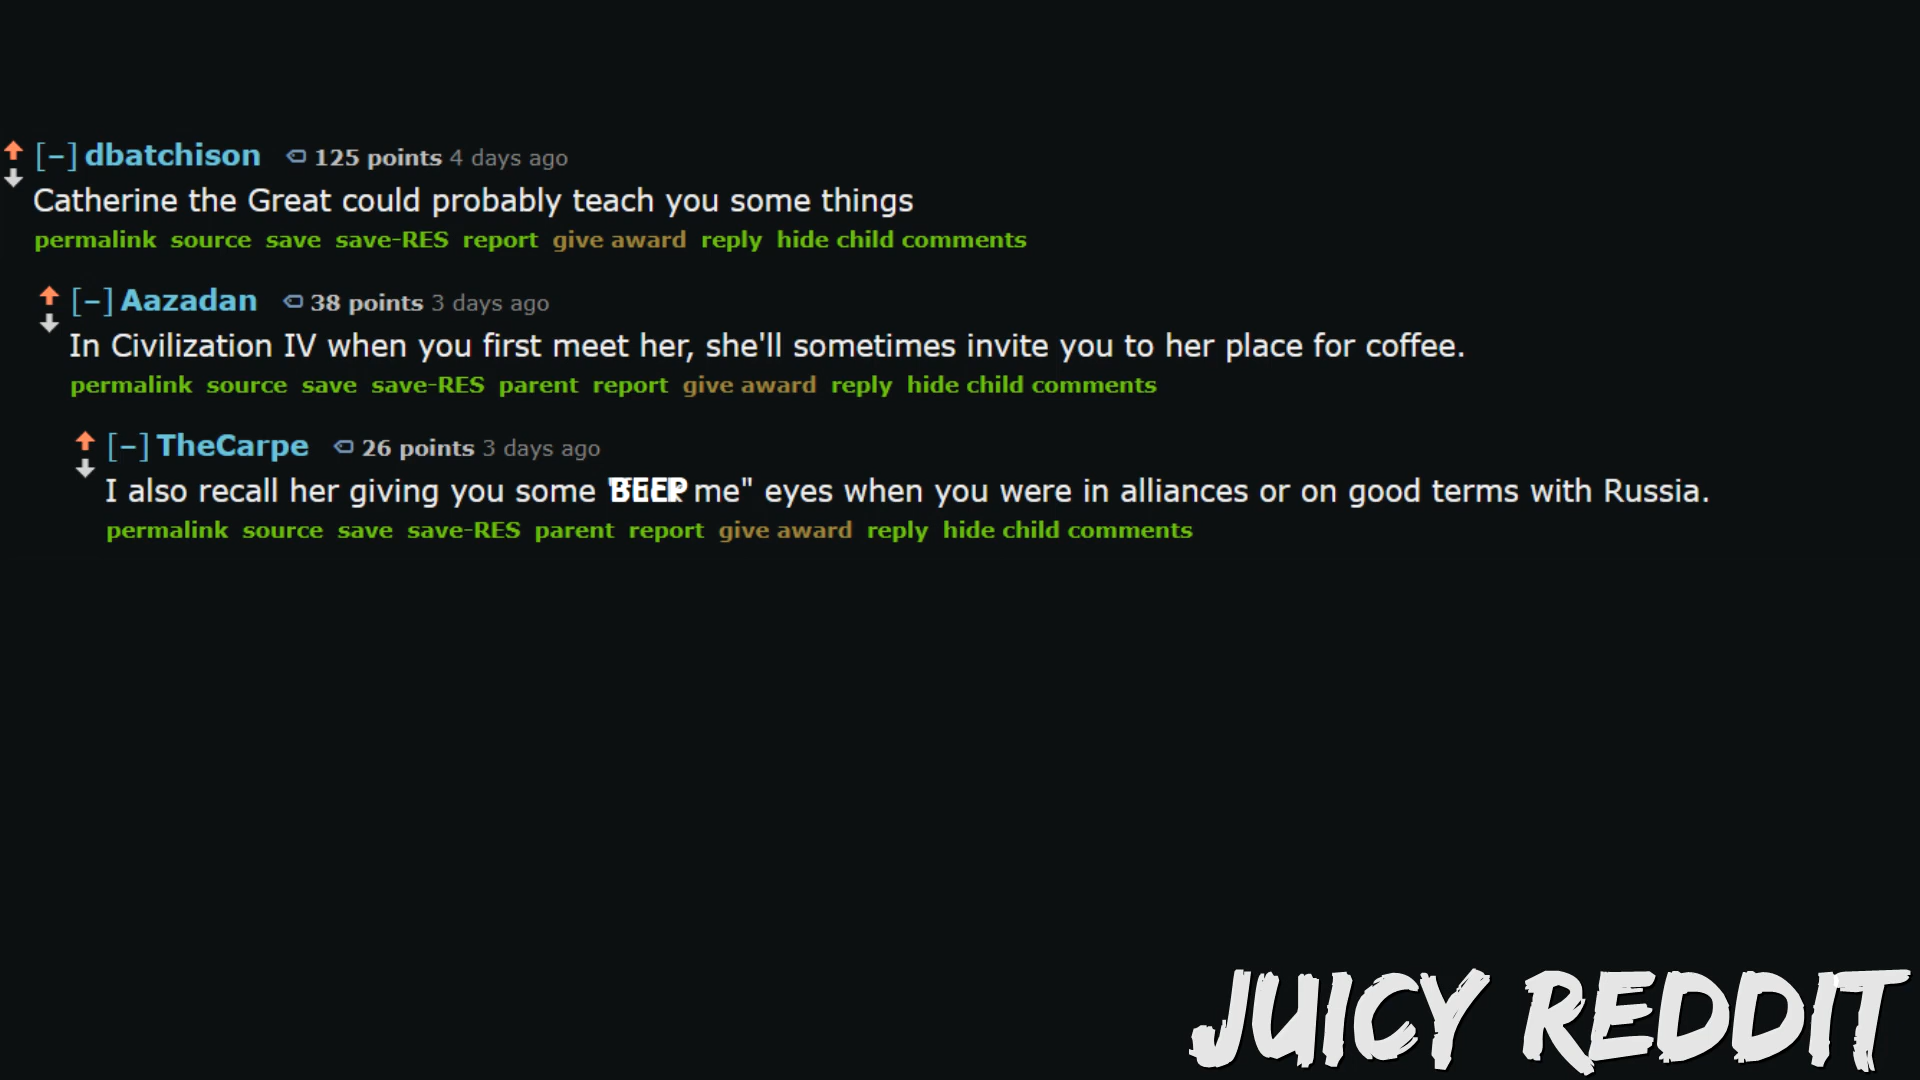 [–] dbatchison 125 points 4 days ago
Catherine the Great could probably teach you some things
permalink source save save-RES report give award reply hide child comments
[–] Aazadan 38 points 3 days ago
In Civilization IV when you first meet her, she'll sometimes invite you to her place for coffee.
permalink source save save-RES parent report give award reply hide child comments
[–] TheCarpe 26 points 3 days ago
I also recall her giving you some "BEEP me" eyes when you were in alliances or on good terms with Russia.
permalink source save save-RES parent report give award reply hide child comments
JUICY REDDIT